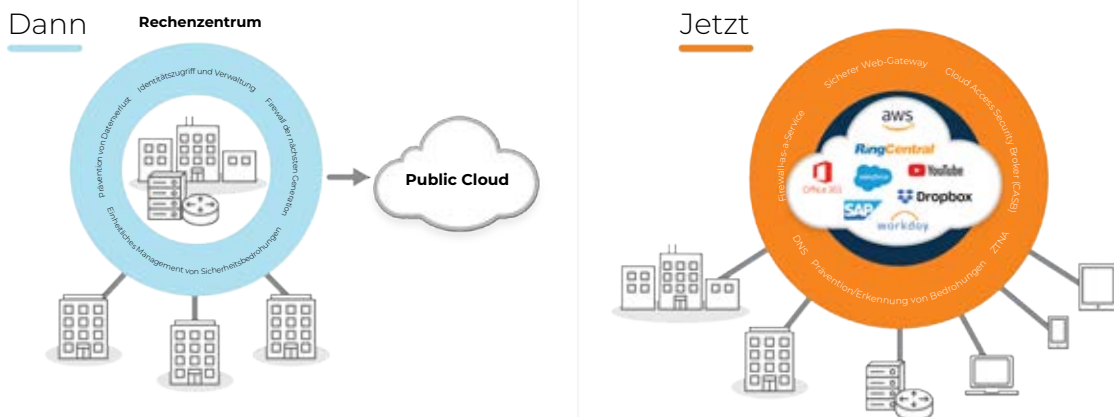 Dann
Rechenzentrum
Identitätszugriff und Verwaltung
Prävention von Datenverlust
Firewall der nächsten Generation
Einheitliches Management von Sicherheitsbedrohungen
Public Cloud
Jetzt
Sicherer Web-Gateway
Cloud Access Security Broker (CASB)
Firewall-as-a-Service
aws
RingCentral
Office 365
salesforce
YouTube
Dropbox
SAP
workday
DNS
Prävention/Erkennung von Bedrohungen
ZTNA